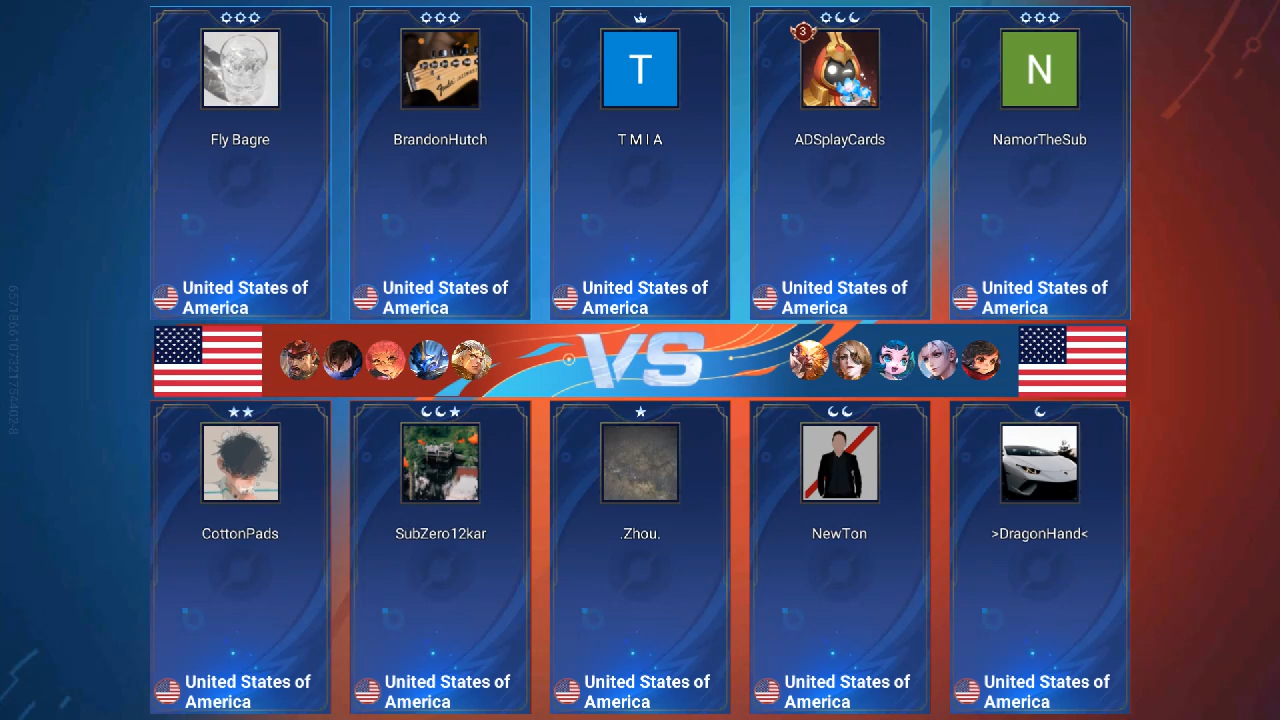 3
T
N
Fly Bagre
BrandonHutch
T M I A
ADSplayCards
NamorTheSub
United States of
America
United States of
America
United States of
America
United States of
America
United States of
America
VS
CottonPads
SubZero12kar
.Zhou.
NewTon
>DragonHand<
United States of
America
United States of
America
United States of
America
United States of
America
United States of
America